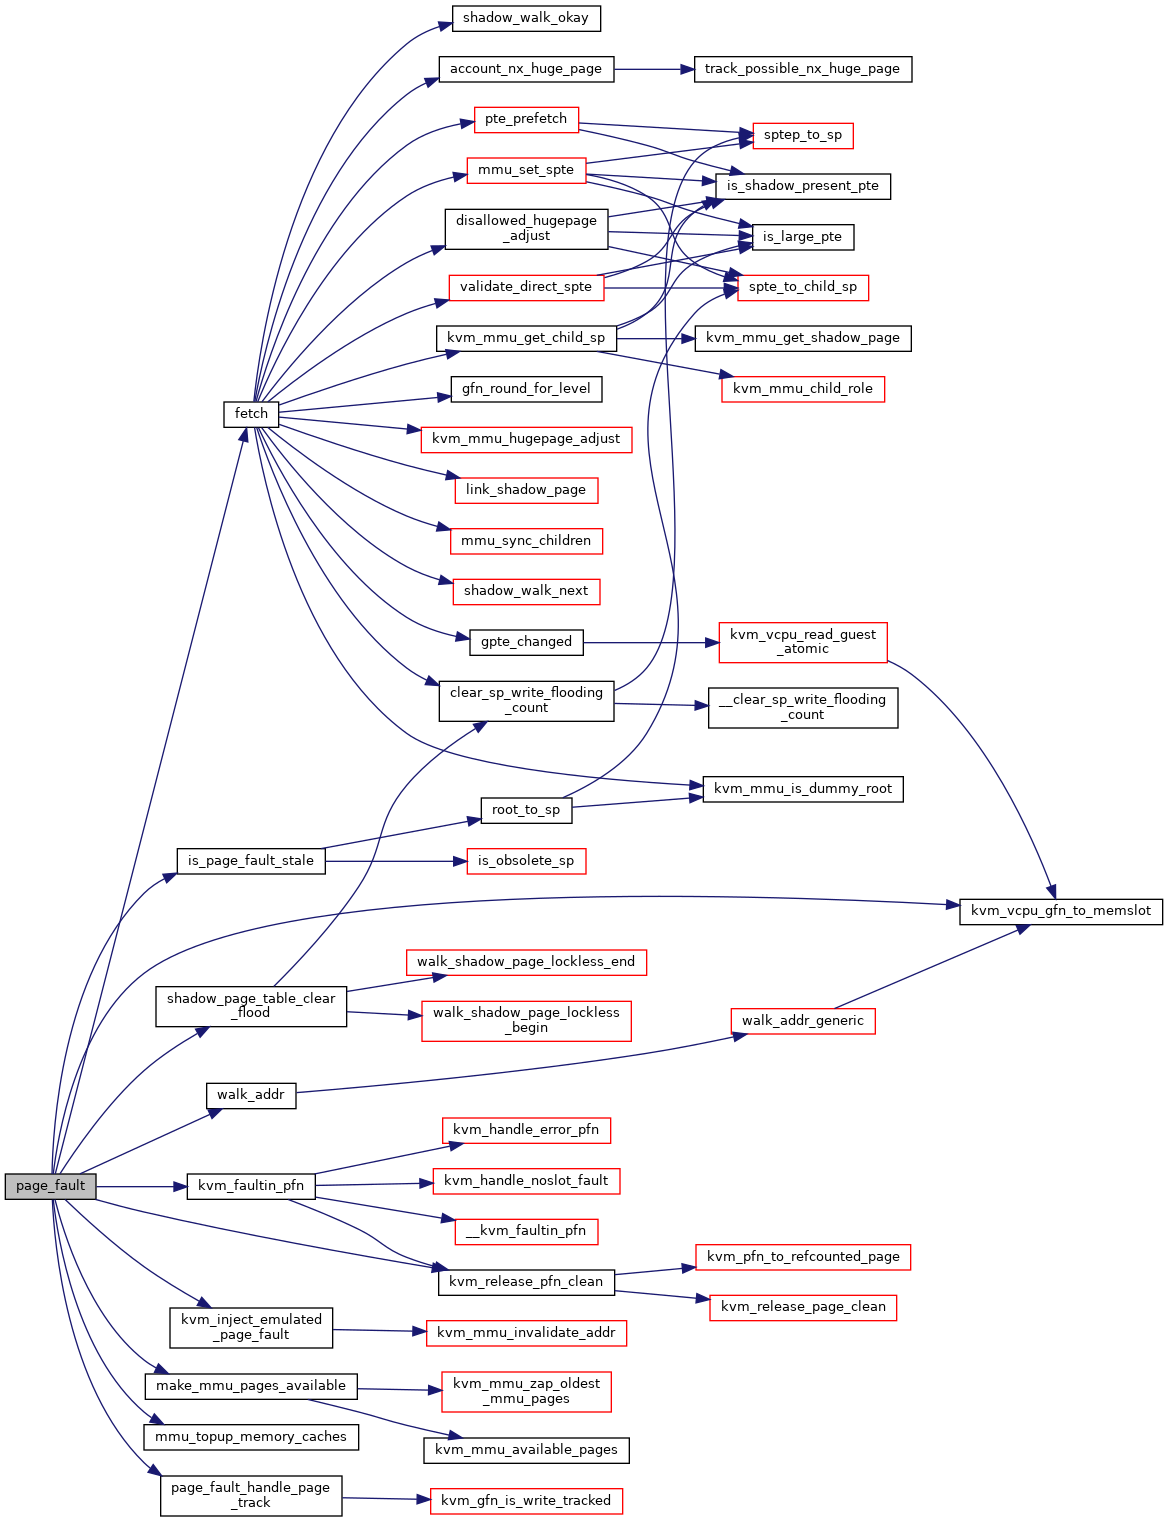 shadow_walk_okay
account_nx_huge_page
track_possible_nx_huge_page
pte_prefetch
sptep_to_sp
mmu_set_spte
is_shadow_present_pte
disallowed_hugepage
_adjust
is_large_pte
validate_direct_spte
spte_to_child_sp
kvm_mmu_get_child_sp
kvm_mmu_get_shadow_page
gfn_round_for_level
kvm_mmu_child_role
fetch
kvm_mmu_hugepage_adjust
link_shadow_page
mmu_sync_children
shadow_walk_next
gpte_changed
kvm_vcpu_read_guest
_atomic
clear_sp_write_flooding
_count
__clear_sp_write_flooding
_count
kvm_mmu_is_dummy_root
root_to_sp
is_page_fault_stale
is_obsolete_sp
kvm_vcpu_gfn_to_memslot
walk_shadow_page_lockless_end
shadow_page_table_clear
_flood
walk_shadow_page_lockless
_begin
walk_addr_generic
walk_addr
kvm_handle_error_pfn
page_fault
kvm_faultin_pfn
kvm_handle_noslot_fault
__kvm_faultin_pfn
kvm_release_pfn_clean
kvm_pfn_to_refcounted_page
kvm_release_page_clean
kvm_inject_emulated
_page_fault
kvm_mmu_invalidate_addr
make_mmu_pages_available
kvm_mmu_zap_oldest
_mmu_pages
mmu_topup_memory_caches
kvm_mmu_available_pages
page_fault_handle_page
_track
kvm_gfn_is_write_tracked